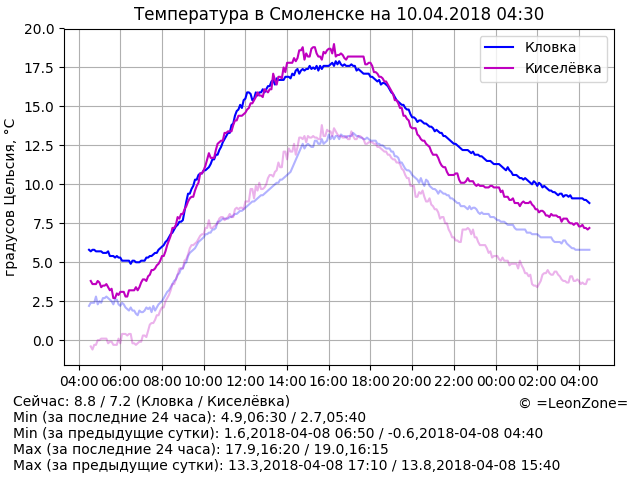 Температура в Смоленске на 10.04.2018 04:30
градусов Цельсия, °C
20.0
17.5
15.0
12.5
10.0
7.5
5.0
2.5
0.0
Кловка
Киселёвка
04:00 06:00 08:00 10:00 12:00 14:00 16:00 18:00 20:00 22:00 00:00 02:00 04:00
Сейчас: 8.8 / 7.2 (Кловка / Киселёвка)
© =LeonZone=
Min (за последние 24 часа): 4.9,06:30 / 2.7,05:40
Min (за предыдущие сутки): 1.6,2018-04-08 06:50 / -0.6,2018-04-08 04:40
Max (за последние 24 часа): 17.9,16:20 / 19.0,16:15
Max (за предыдущие сутки): 13.3,2018-04-08 17:10 / 13.8,2018-04-08 15:40